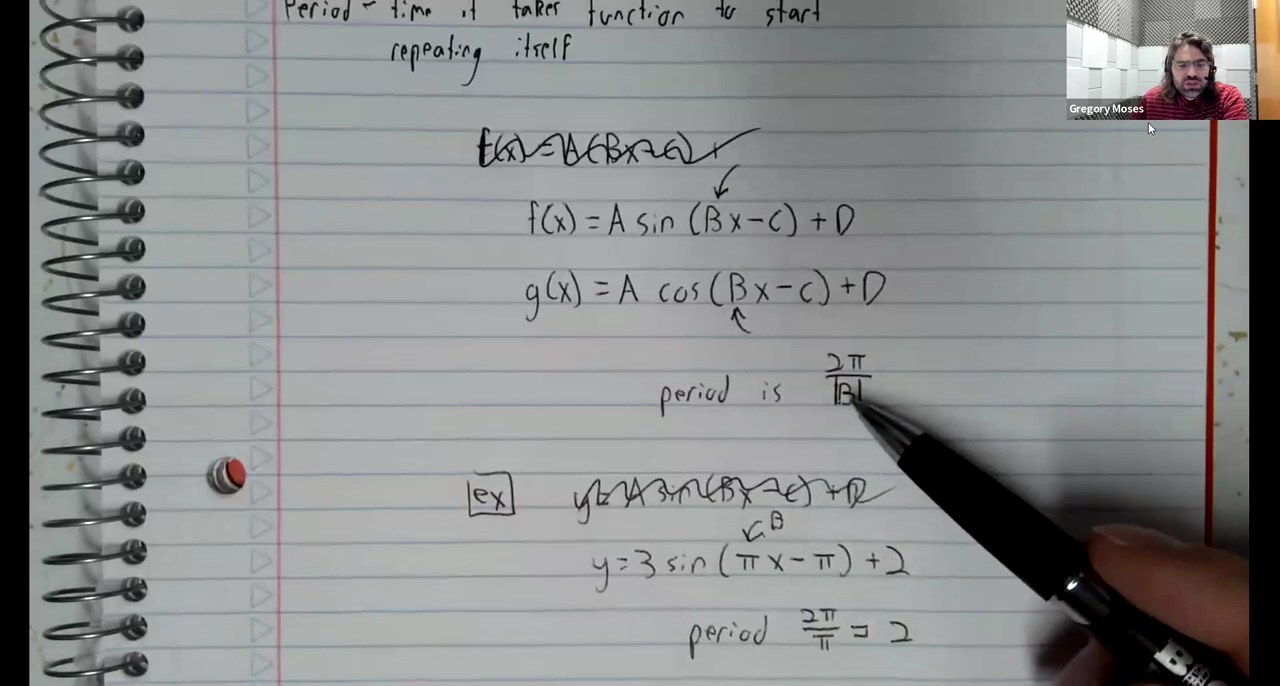 Period - time it takes function to start
repeating itself
Gregory Moses
f(x) = A sin (Bx-C) + D
g(x) = A cos (Bx-C) + D
period is 2π/|B|
ex
B
y=3 sin (πx-π) +2
period 2π/π = 2